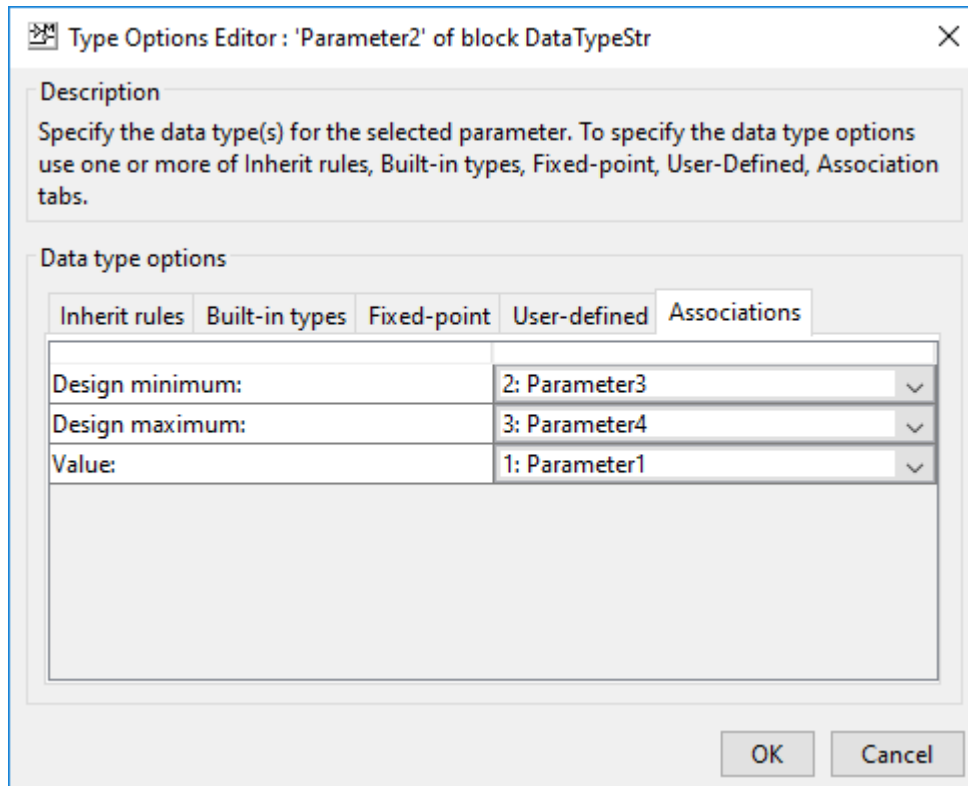 Type Options Editor : 'Parameter2' of block DataTypeStr
Description
Specify the data type(s) for the selected parameter. To specify the data type options
use one or more of Inherit rules, Built-in types, Fixed-point, User-Defined, Association
tabs.
Data type options
Inherit rules Built-in types Fixed-point User-defined Associations
Design minimum: 2: Parameter3
Design maximum: 3: Parameter4
Value: 1: Parameter1
OK Cancel